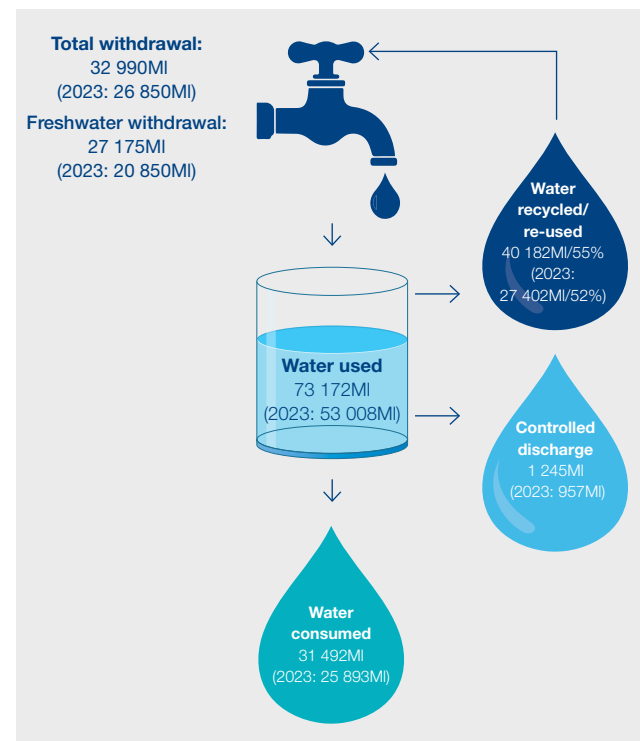 Total withdrawal:
32 990Ml
(2023: 26 850Ml)
Freshwater withdrawal:
27 175Ml
(2023: 20 850Ml)
Water
recycled/
re-used
40 182Ml/55%
(2023:
27 402Ml/52%)
Water used
73 172Ml
(2023: 53 008Ml)
Controlled
discharge
1 245Ml
(2023: 957Ml)
Water
consumed
31 492Ml
(2023: 25 893Ml)